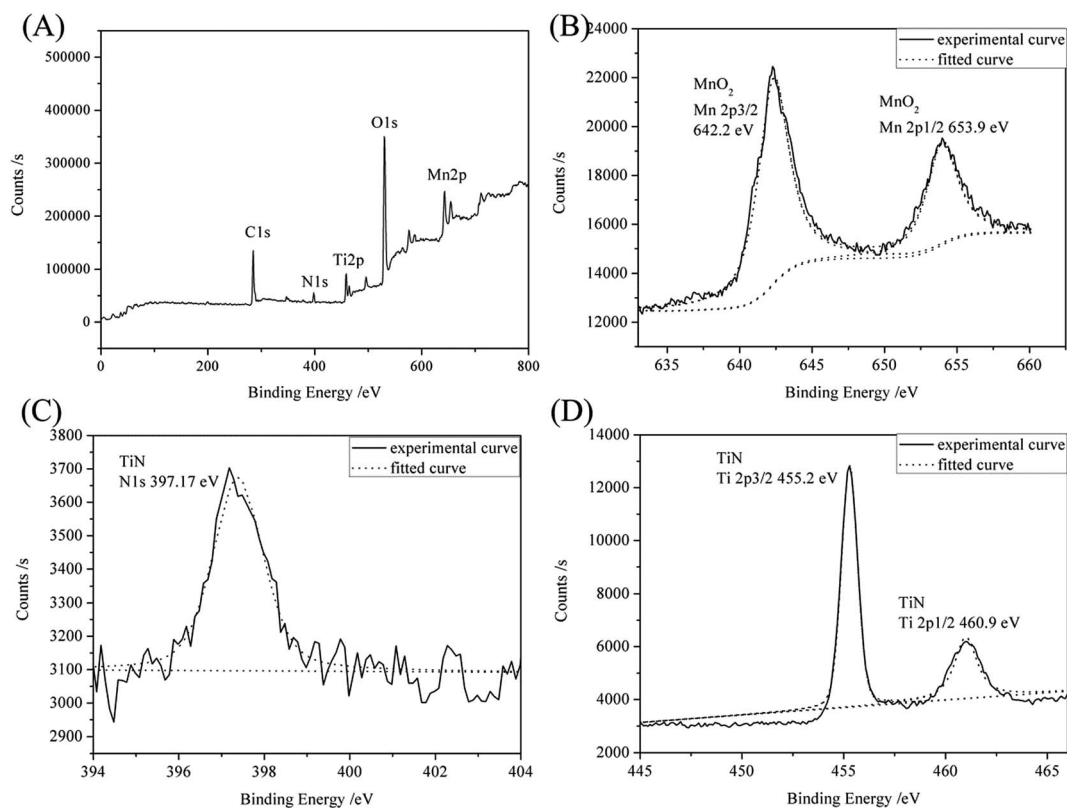 (A)
500000
400000
300000
200000
100000
0
Counts /s
C1s
N1s
Ti2p
O1s
Mn2p
0 200 400 600 800
Binding Energy /eV
(B)
22000
20000
18000
16000
14000
12000
Counts /s
experimental curve
fitted curve
MnO2
Mn 2p3/2
642.2 eV
MnO2
Mn 2p1/2 653.9 eV
635 640 645 650 655 660
Binding Energy /eV
(C)
3800
3700
3600
3500
3400
3300
3200
3100
3000
2900
Counts /s
experimental curve
fitted curve
TiN
N1s 397.17 eV
394 396 398 400 402 404
Binding Energy /eV
(D)
14000
12000
10000
8000
6000
4000
2000
Counts /s
experimental curve
fitted curve
TiN
Ti 2p3/2 455.2 eV
TiN
Ti 2p1/2 460.9 eV
445 450 455 460 465
Binding Energy /eV